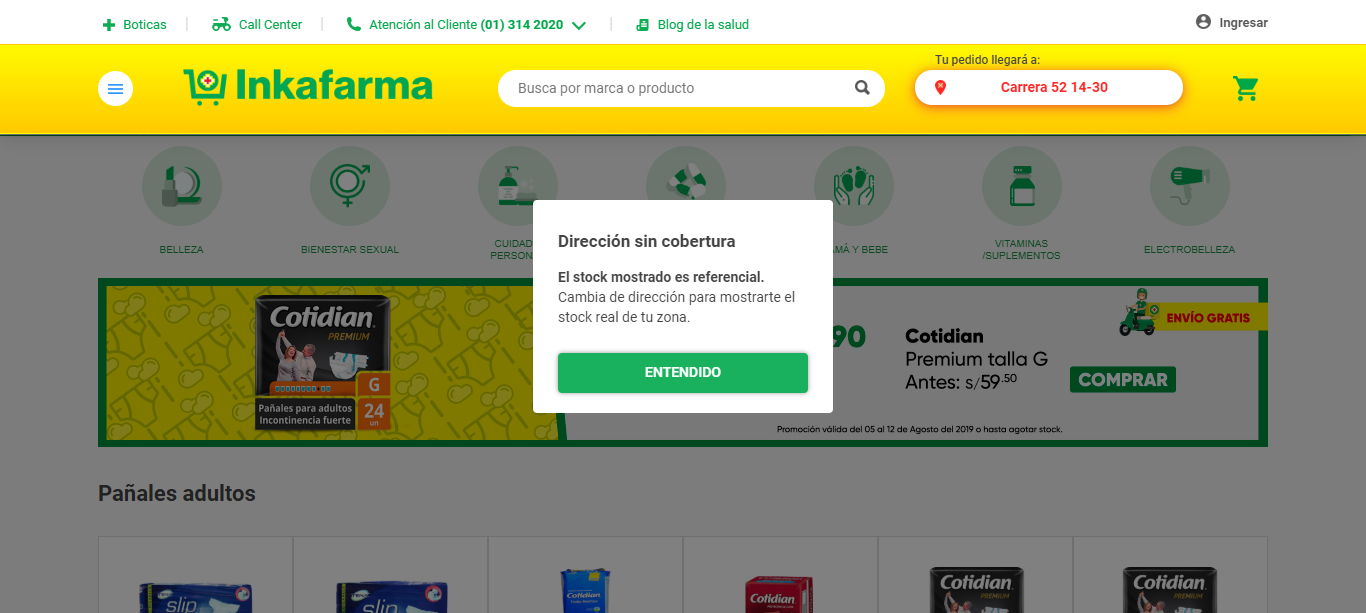 Boticas
Call Center
Atención al Cliente (01) 314 2020
Blog de la salud
Ingresar
Inkafarma
Busca por marca o producto
Tu pedido llegará a:
Carrera 52 14-30
BELLEZA
BIENESTAR SEXUAL
CUIDAD
PERSON
MÁ Y BEBE
VITAMINAS
/SUPLEMENTOS
ELECTROBELLEZA
Dirección sin cobertura
El stock mostrado es referencial.
Cambia de dirección para mostrarte el
stock real de tu zona.
ENTENDIDO
Cotidian
PREMIUM
G
Pañales para adultos
Incontinencia fuerte
24
un
90
Cotidian
Premium talla G
Antes: s/59.50
ENVÍO GRATIS
COMPRAR
Promoción válida del 05 al 12 de Agosto del 2019 o hasta agotar stock.
Pañales adultos
slip
slip
Cotidian
Cotidian
Cotidian
PREMIUM
Cotidian
PREMIUM